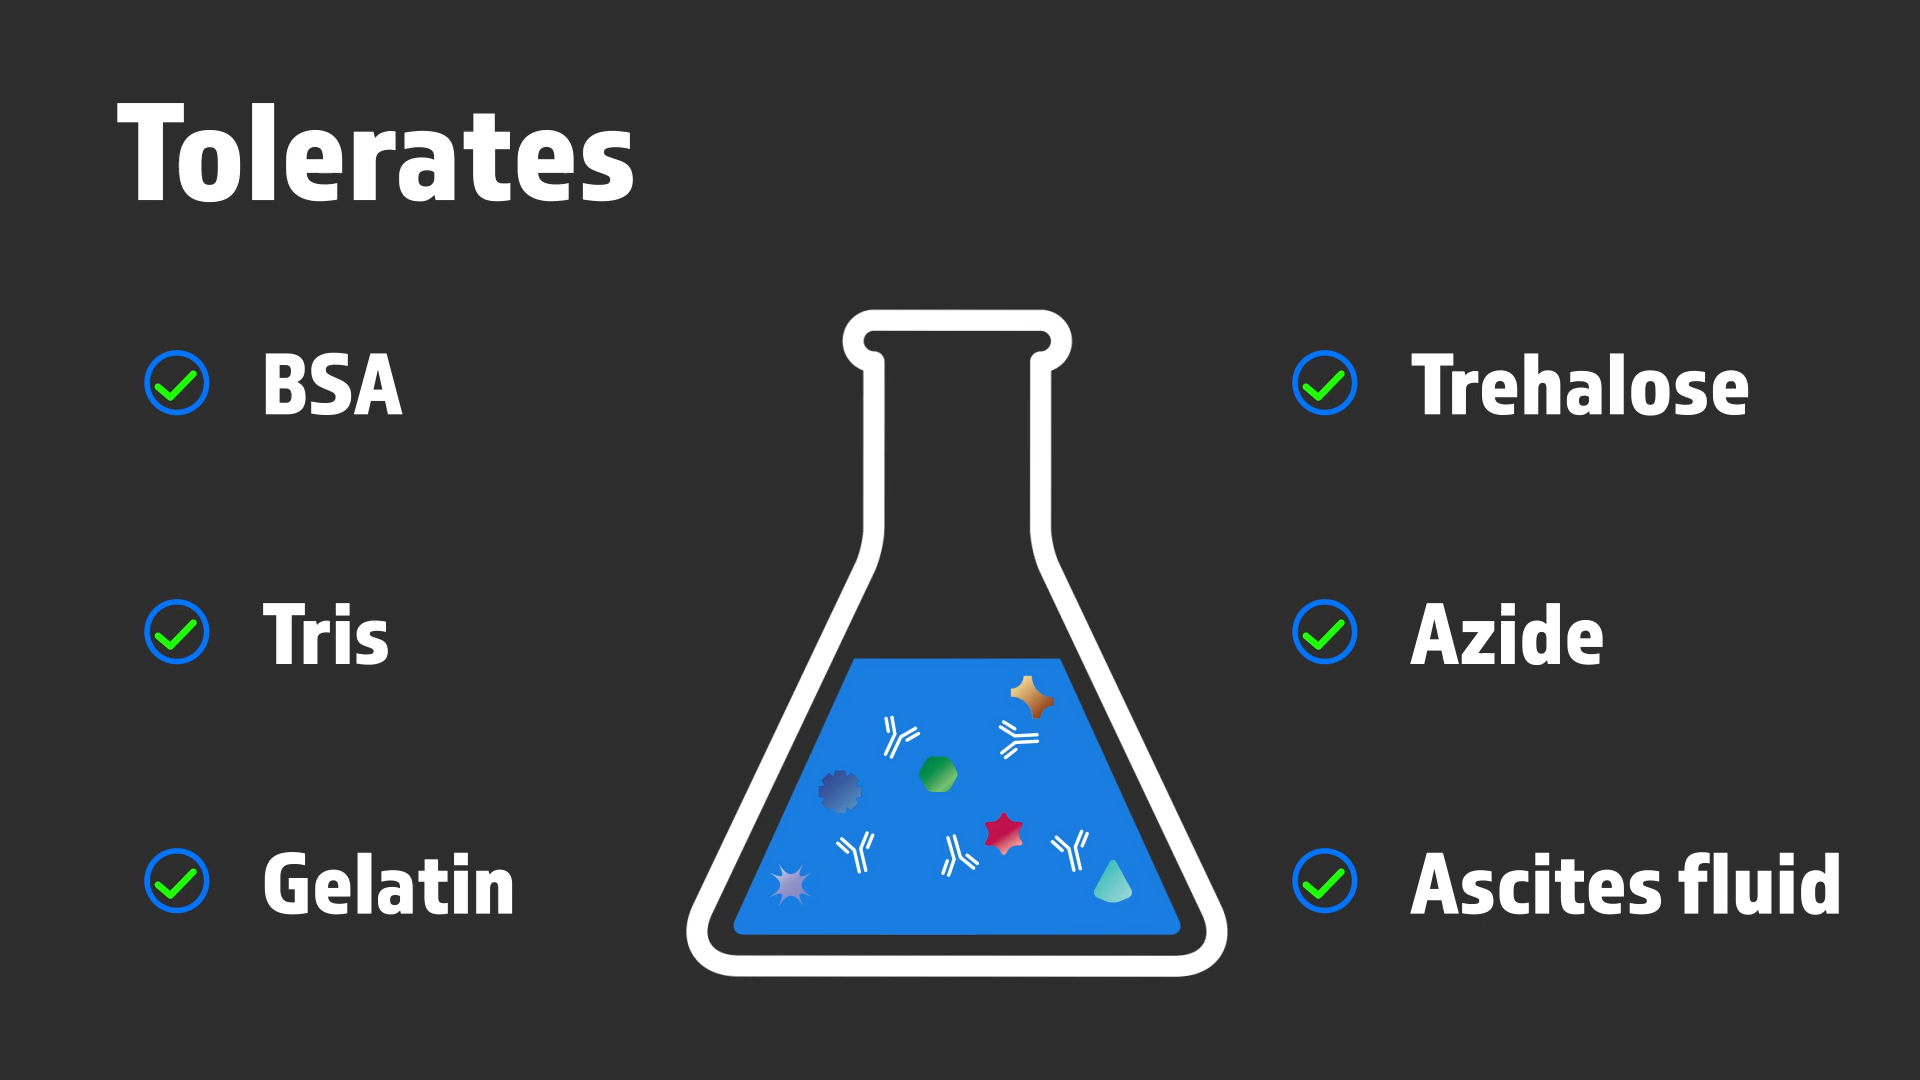 Tolerates
BSA
Tris
Gelatin
Trehalose
Azide
Ascites fluid